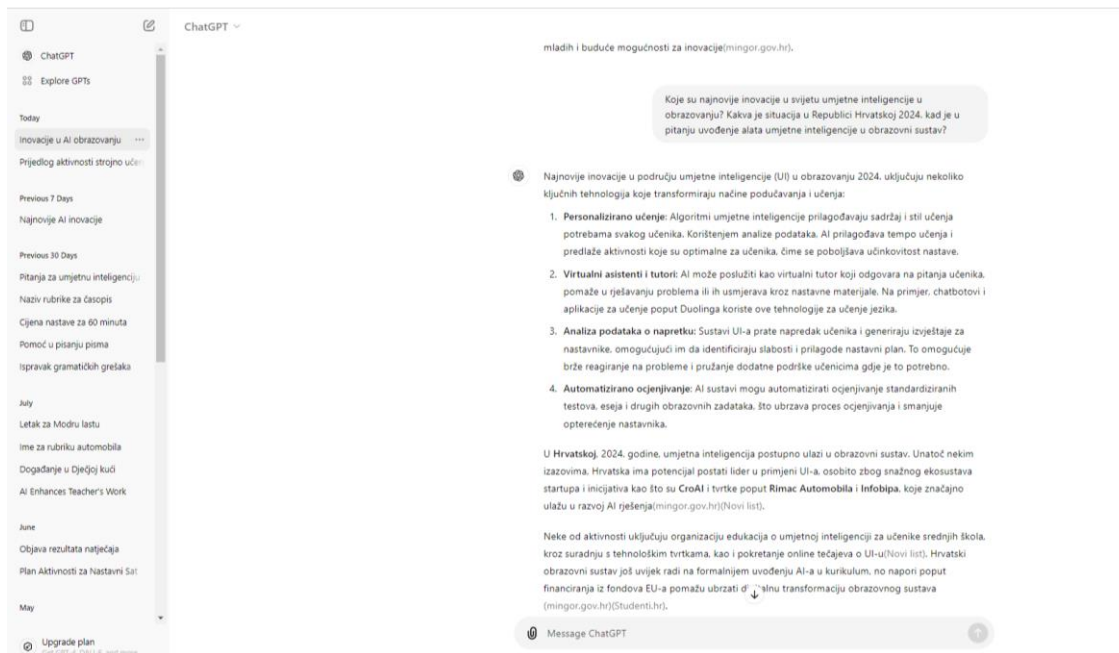 ChatGPT
ChatGPT
Explore GPTs
Today
Inovacije u AI obrazovanju ...
Prijedlog aktivnosti strojno učen
Previous 7 Days
Najnovije AI inovacije
Previous 30 Days
Pitanja za umjetnu inteligenciju
Naziv rubrike za časopis
Cijena nastave za 60 minuta
Pomoć u pisanju pisma
Ispravak gramatičkih grešaka
July
Letak za Modru lastu
Ime za rubriku automobila
Događanje u Dječjoj kući
AI Enhances Teacher's Work
June
Objava rezultata natječaja
Plan Aktivnosti za Nastavni Sat
May
Upgrade plan
mladih i buduće mogućnosti za inovacije(mingor.gov.hr).
Koje su najnovije inovacije u svijetu umjetne inteligencije u
obrazovanju? Kakva je situacija u Republici Hrvatskoj 2024. kad je u
pitanju uvođenje alata umjetne inteligencije u obrazovni sustav?
Najnovije inovacije u području umjetne inteligencije (UI) u obrazovanju 2024. uključuju nekoliko
ključnih tehnologija koje transformiraju načine podučavanja i učenja:
1. Personalizirano učenje: Algoritmi umjetne inteligencije prilagođavaju sadržaj i stil učenja
potrebama svakog učenika. Korištenjem analize podataka, AI prilagođava tempo učenja i
predlaže aktivnosti koje su optimalne za učenika, čime se poboljšava učinkovitost nastave.
2. Virtualni asistenti i tutori: AI može poslužiti kao virtualni tutor koji odgovara na pitanja učenika,
pomaže u rješavanju problema ili ih usmjerava kroz nastavne materijale. Na primjer, chatbotovi i
aplikacije za učenje poput Duolinga koriste ove tehnologije za učenje jezika.
3. Analiza podataka o napretku: Sustavi UI-a prate napredak učenika i generiraju izvještaje za
nastavnike, omogućujući im da identificiraju slabosti i prilagode nastavni plan. To omogućuje
brže reagiranje na probleme i pružanje dodatne podrške učenicima gdje je to potrebno.
4. Automatizirano ocjenjivanje: AI sustavi mogu automatizirati ocjenjivanje standardiziranih
testova, eseja i drugih obrazovnih zadataka, što ubrzava proces ocjenjivanja i smanjuje
opterećenje nastavnika.
U Hrvatskoj, 2024. godine, umjetna inteligencija postupno ulazi u obrazovni sustav. Unatoč nekim
izazovima, Hrvatska ima potencijal postati lider u primjeni UI-a, osobito zbog snažnog ekosustava
startupa i inicijativa kao što su CroAI i tvrtke poput Rimac Automobila i Infobipa, koje značajno
ulažu u razvoj AI rješenja(mingor.gov.hr)(Novi list).
Neke od aktivnosti uključuju organizaciju edukacija o umjetnoj inteligenciji za učenike srednjih škola,
kroz suradnju s tehnološkim tvrtkama, kao i pokretanje online tečajeva o UI-u(Novi list). Hrvatski
obrazovni sustav još uvijek radi na formalnijem uvođenju AI-a u kurikulum, no napori poput
financiranja iz fondova EU-a pomažu ubrzati transformaciju obrazovnog sustava
(mingor.gov.hr)(Studenti.hr).
Message ChatGPT